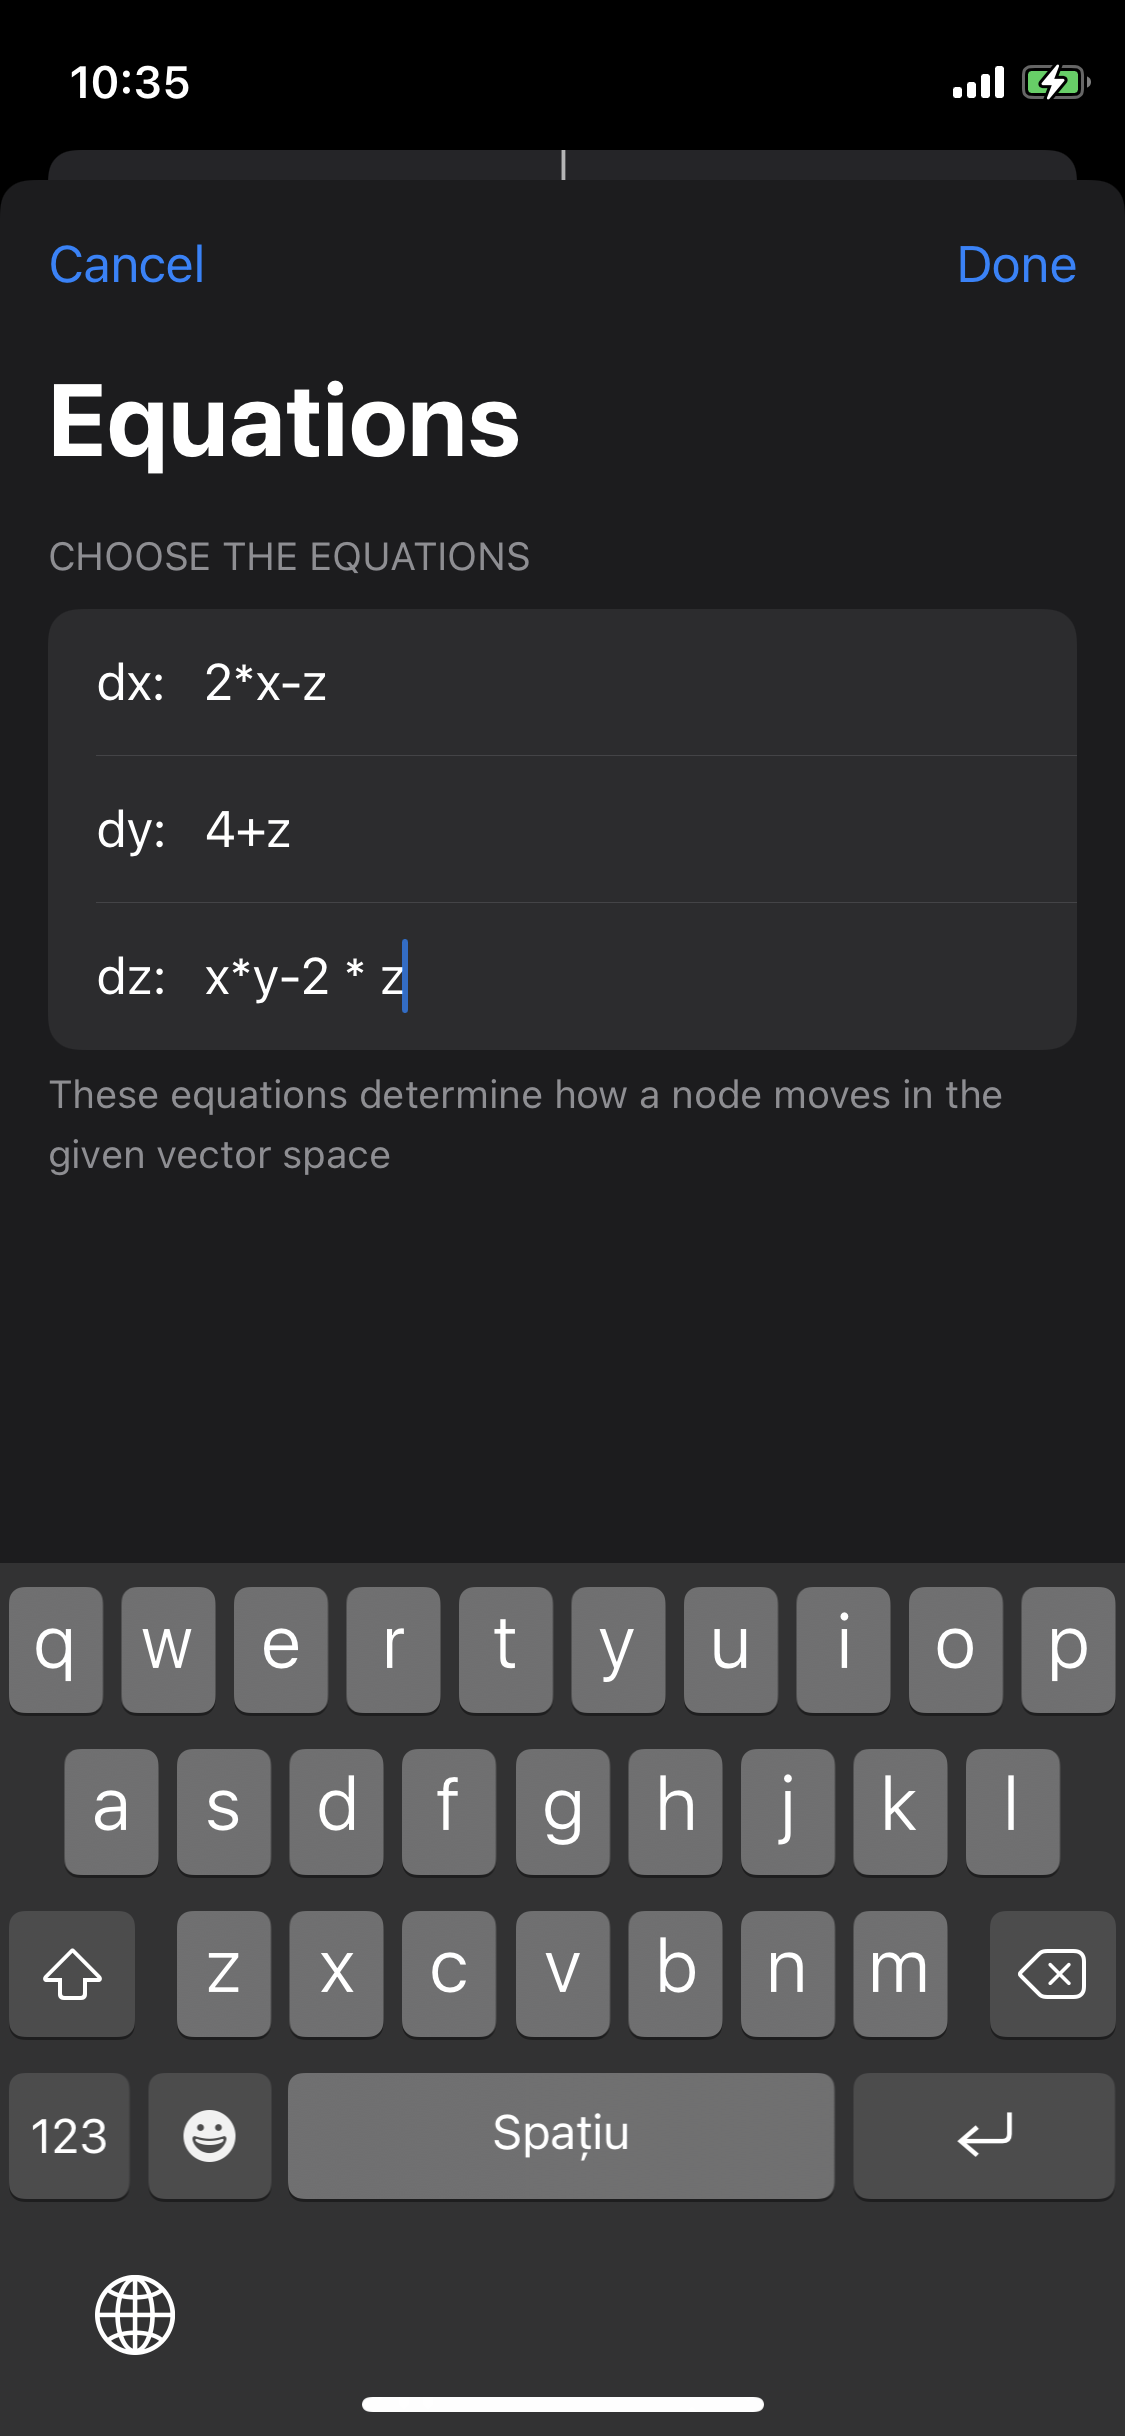 10:35
Cancel Done
Equations
CHOOSE THE EQUATIONS
dx: 2*x-z
dy: 4+z
dz: x*y-2 * z
These equations determine how a node moves in the
given vector space
q w e r t y u i o p
a s d f g h j k l
z x c v b n m
123 Spațiu